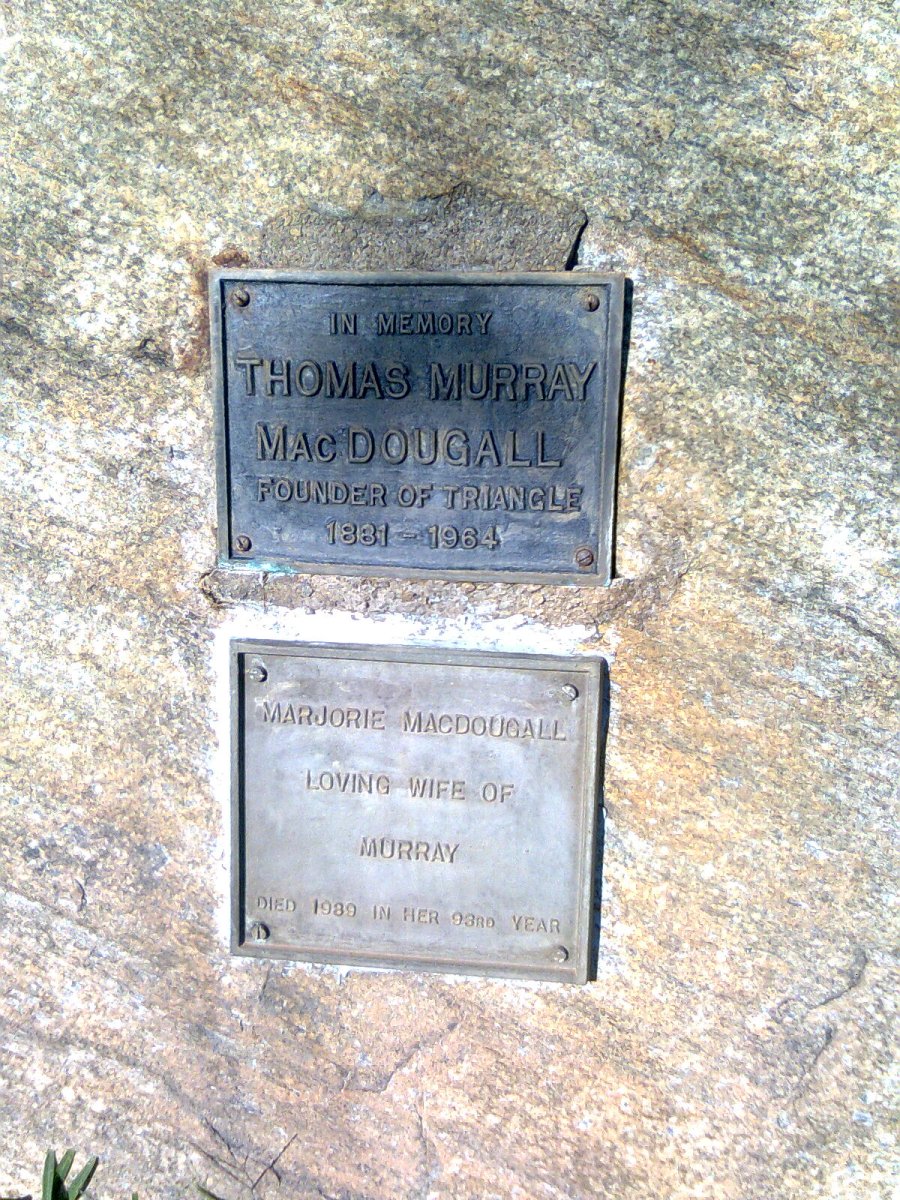 IN MEMORY
THOMAS MURRAY
MACDOUGALL
FOUNDER OF TRIANGLE
1881 - 1964
MARJORIE MACDOUGALL
LOVING WIFE OF
MURRAY
DIED 1989 IN HER 93RD YEAR